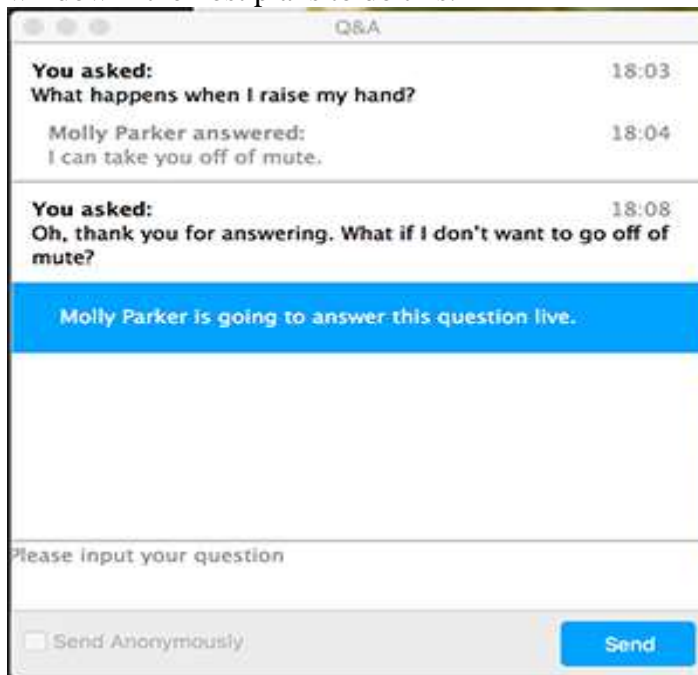 Q&A
You asked: 18:03
What happens when I raise my hand?
Molly Parker answered: 18:04
I can take you off of mute.
You asked: 18:08
Oh, thank you for answering. What if I don't want to go off of
mute?
Molly Parker is going to answer this question live.
Please input your question
Send Anonymously Send